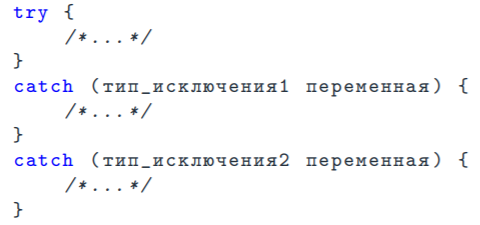 try {
    /*...*/
}
catch (тип_исключения1 переменная) {
    /*...*/
}
catch (тип_исключения2 переменная) {
    /*...*/
}